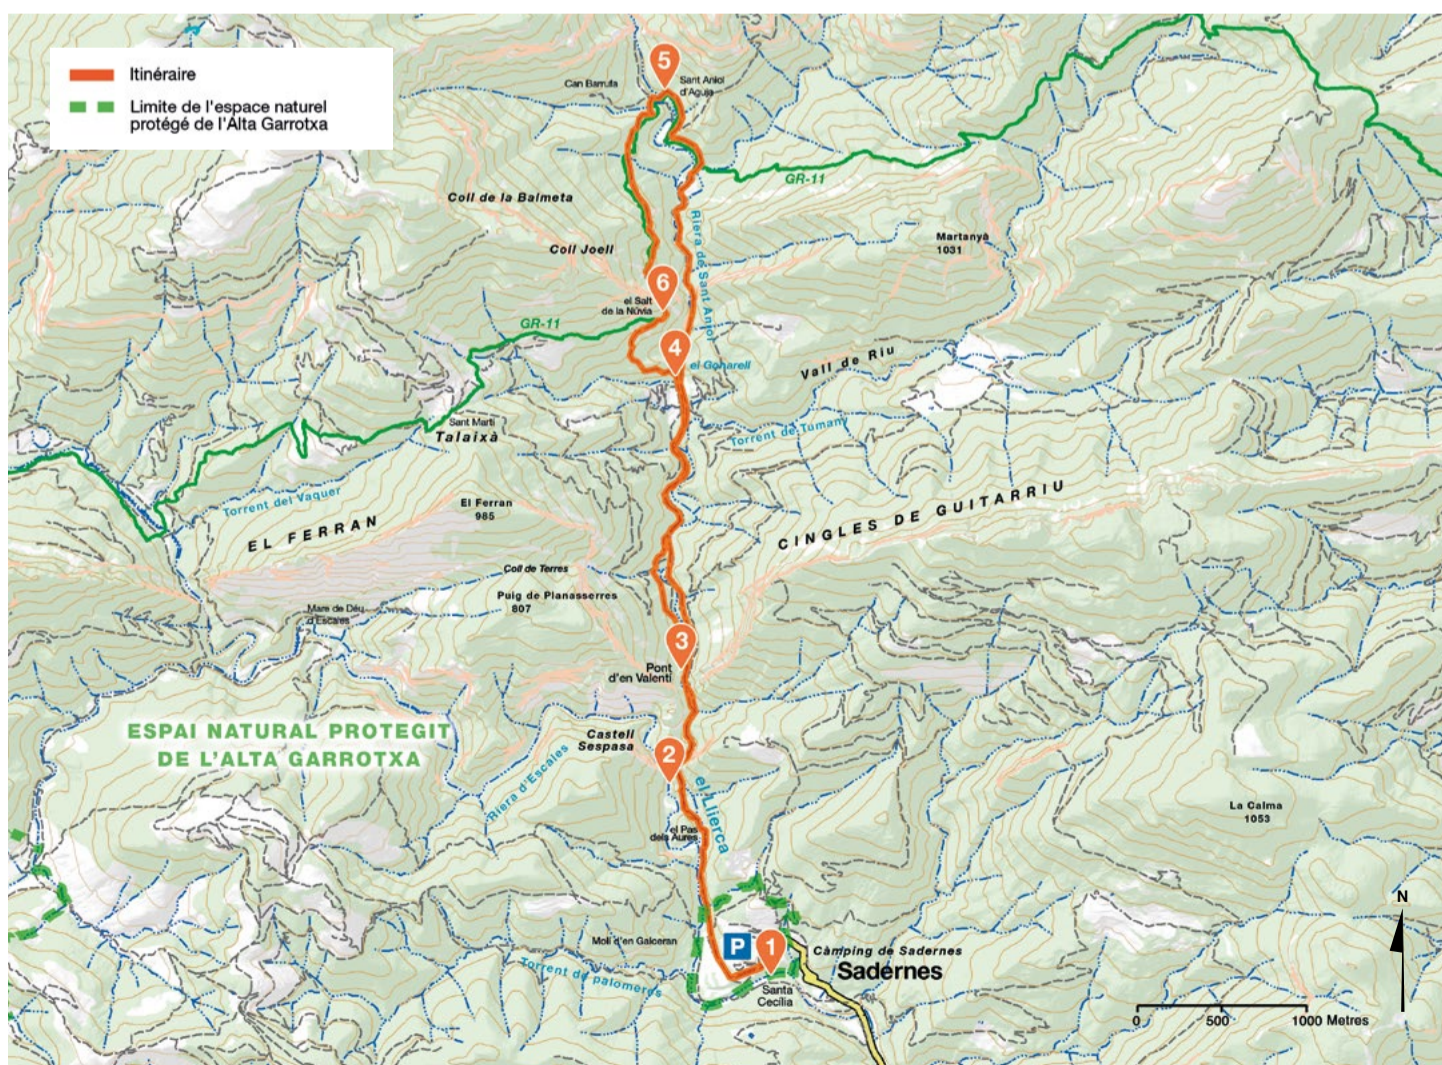 Itinéraire
Limite de l'espace naturel
protégé de l'Alta Garrotxa
5
Can Barrufa
Sant Aniol
d'Aguja
GR-11
Coll de la Balmeta
Riera de Sant Aniol
Martanyà
1031
Coll Joell
6
el Salt
de la Núvia
GR-11
4
el Gomarell
Vall de Riu
Sant Martí
Talaixà
Torrent de Tumany
Torrent del Vaquer
El Ferran
985
EL FERRAN
CINGLES DE GUITARRIU
Coll de Terres
Puig de Planasserres
807
Mare de Déu
d'Escales
3
Pont
d'en Valentí
ESPAI NATURAL PROTEGIT
DE L'ALTA GARROTXA
Castell
Sespasa
2
Riera d'Escales
el Llierca
La Calma
1053
el Pas
dels Aures
N
P
1
Molí d'en Galceran
Càmping de Sadernes
Sadernes
Torrent de palomeres
Santa
Cecília
0 500 1000 Metres